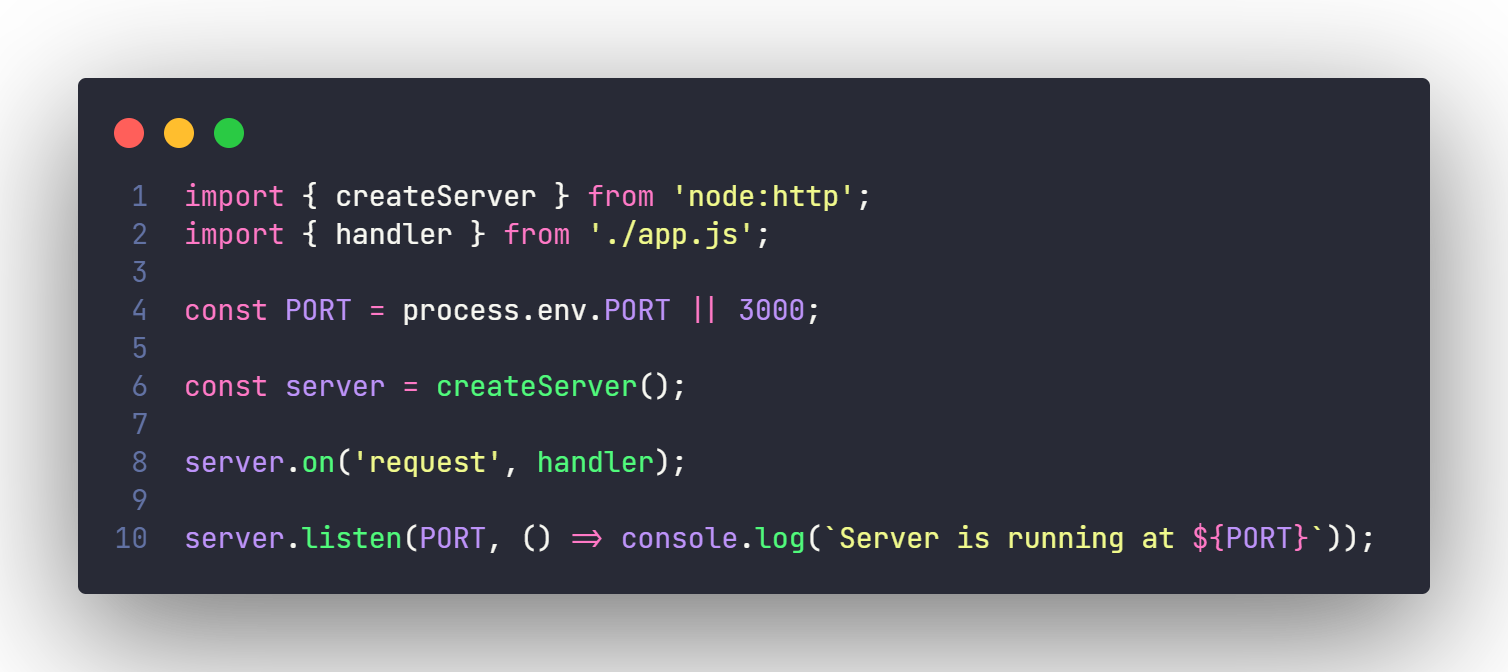 1 import { createServer } from 'node:http';
2 import { handler } from './app.js';
3
4 const PORT = process.env.PORT || 3000;
5
6 const server = createServer();
7
8 server.on('request', handler);
9
10 server.listen(PORT, () => console.log(`Server is running at ${PORT}`));